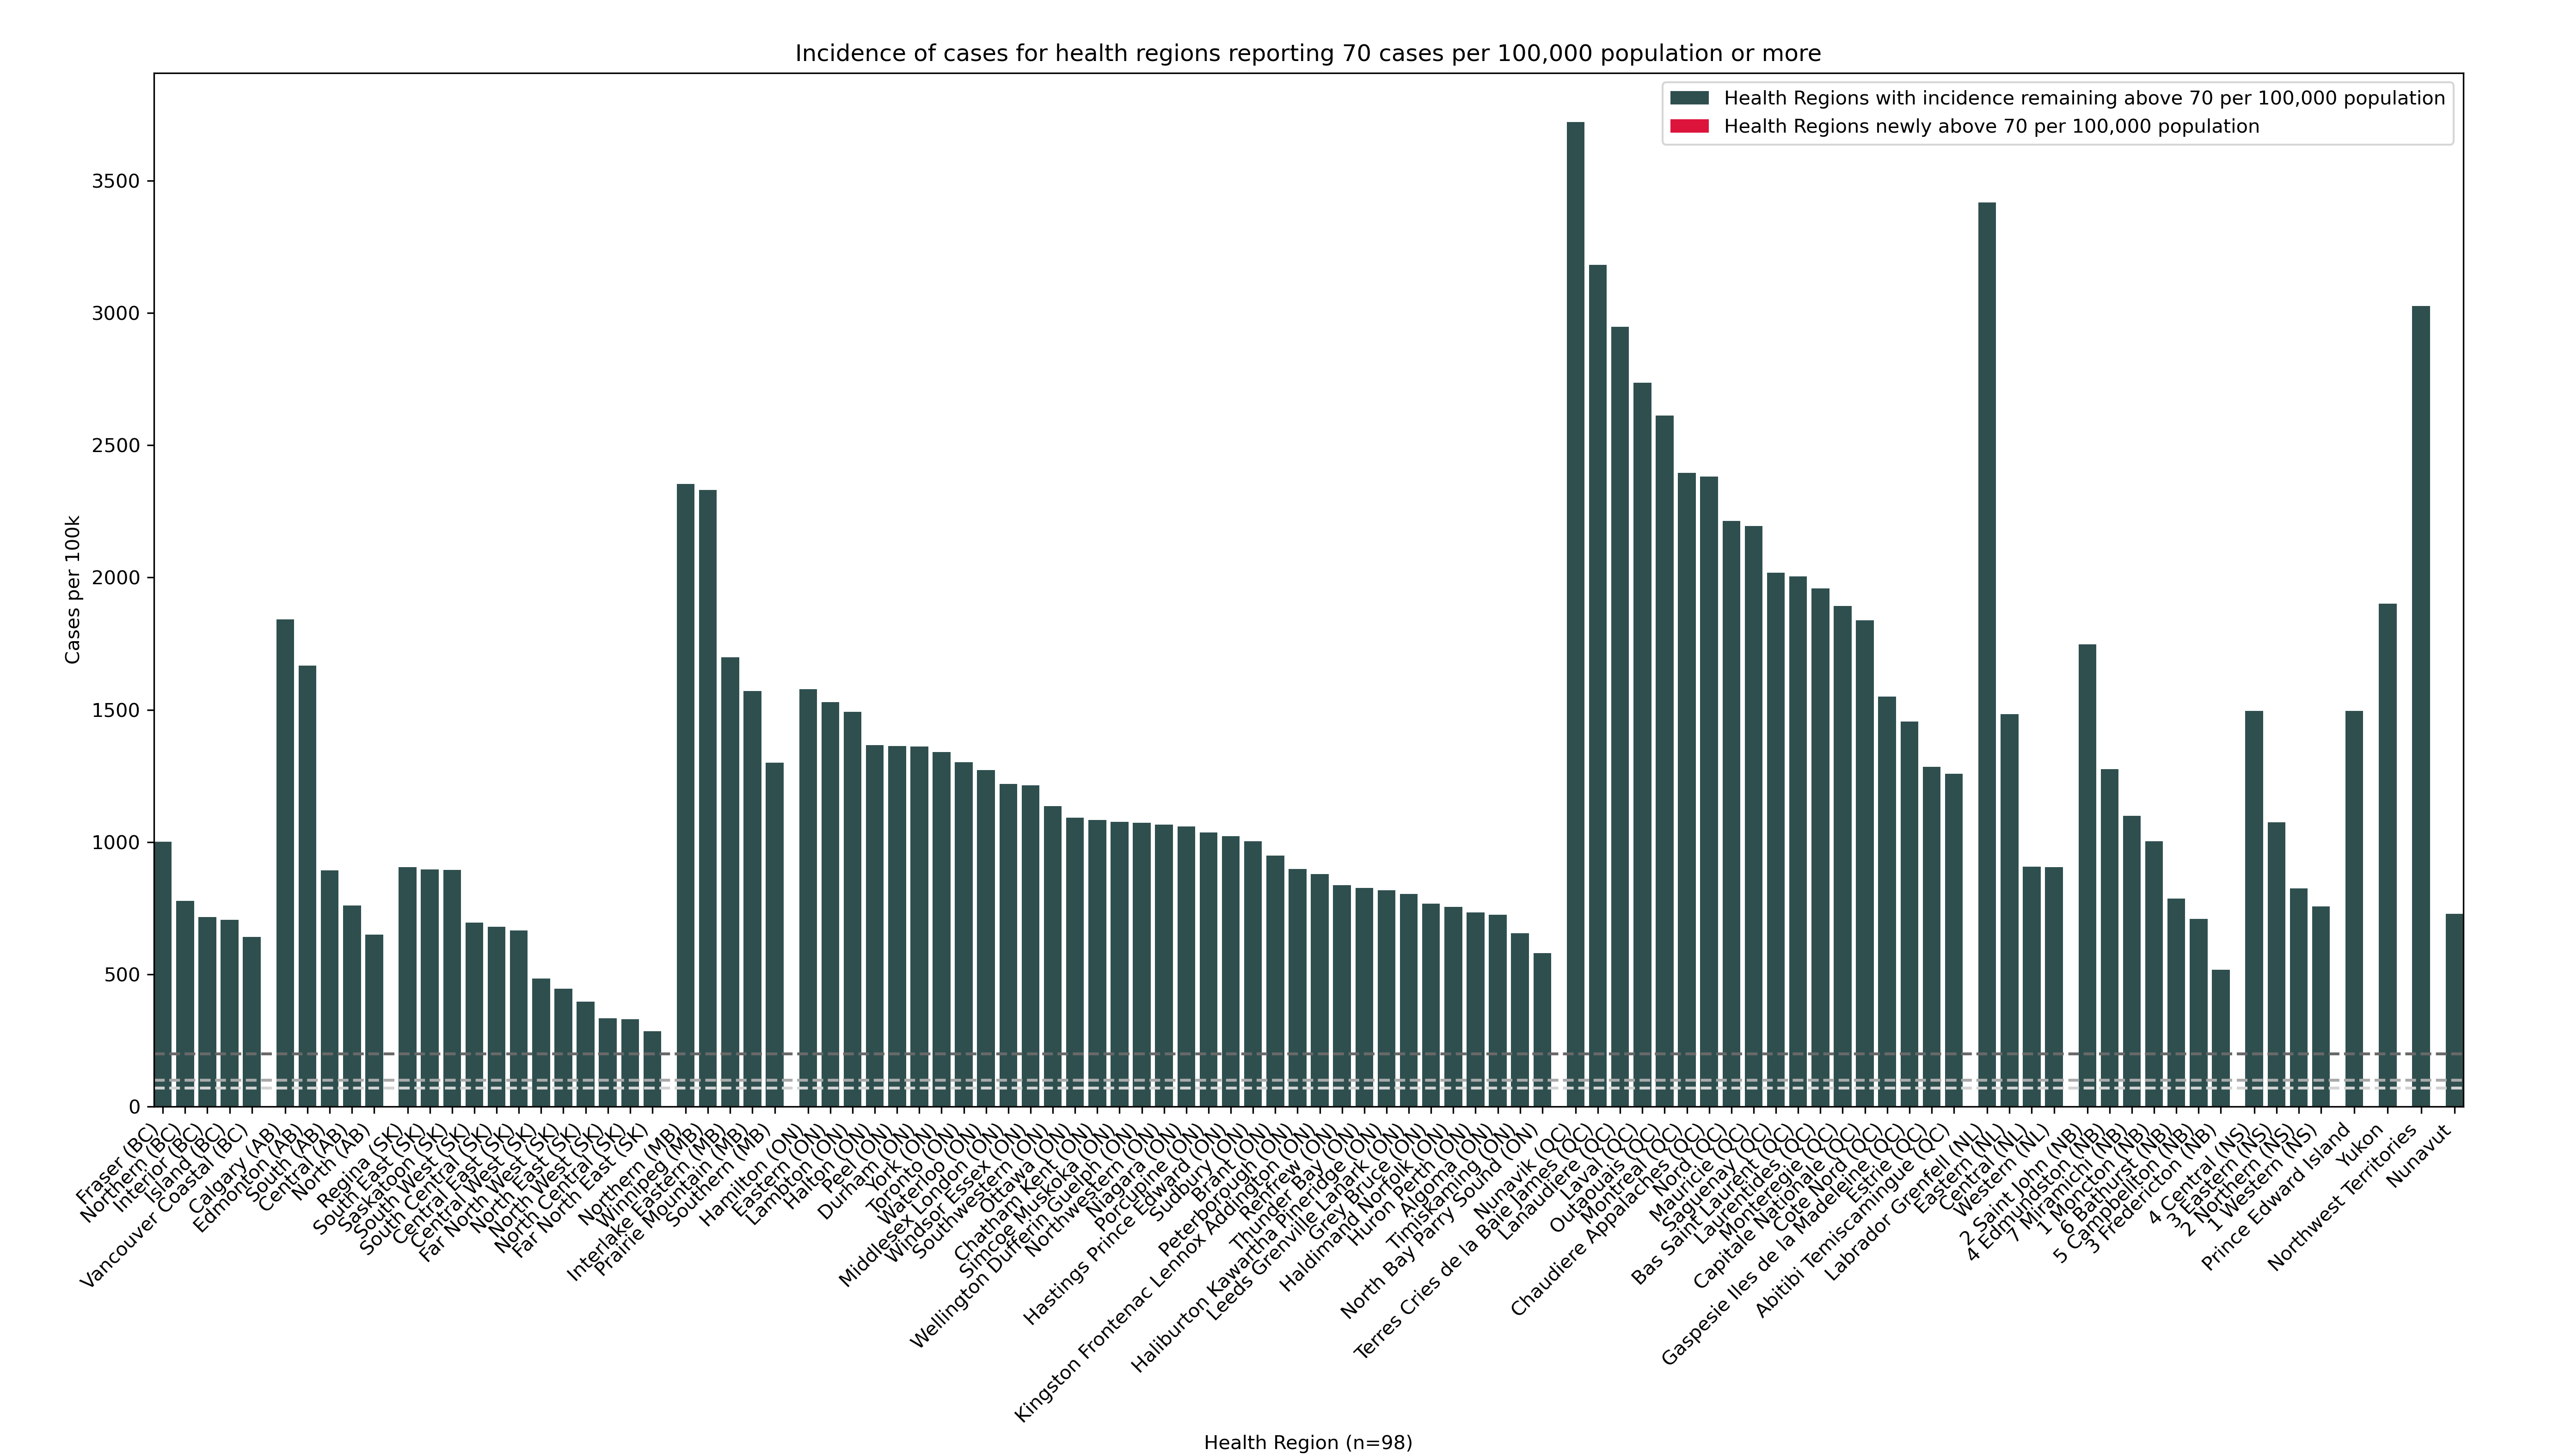 Incidence of cases for health regions reporting 70 cases per 100,000 population or more
Health Regions with incidence remaining above 70 per 100,000 population
Health Regions newly above 70 per 100,000 population
Cases per 100k
3500
3000
2500
2000
1500
1000
500
0
Fraser (BC)
Northern (BC)
Interior (BC)
Island (BC)
Vancouver Coastal (BC)
Calgary (AB)
Edmonton (AB)
South (AB)
Central (AB)
North (AB)
Regina (SK)
South East (SK)
Saskatoon (SK)
South West (SK)
South Central (SK)
Central East (SK)
Central West (SK)
Far North West (SK)
North East (SK)
North West (SK)
North Central (SK)
Far North East (SK)
Northern (MB)
Winnipeg (MB)
Interlake Eastern (MB)
Prairie Mountain (MB)
Southern (MB)
Hamilton (ON)
Eastern (ON)
Lambton (ON)
Halton (ON)
Peel (ON)
Durham (ON)
York (ON)
Toronto (ON)
Waterloo (ON)
Middlesex London (ON)
Windsor Essex (ON)
Southwestern (ON)
Ottawa (ON)
Chatham Kent (ON)
Simcoe Muskoka (ON)
Wellington Dufferin Guelph (ON)
Northwestern (ON)
Niagara (ON)
Porcupine (ON)
Hastings Prince Edward (ON)
Sudbury (ON)
Brant (ON)
Peterborough (ON)
Kingston Frontenac Lennox Addington (ON)
Renfrew (ON)
Thunder Bay (ON)
Haliburton Kawartha Pineridge (ON)
Leeds Grenville Lanark (ON)
Grey Bruce (ON)
Haldimand Norfolk (ON)
Huron Perth (ON)
Algoma (ON)
Timiskaming (ON)
North Bay Parry Sound (ON)
Nunavik (QC)
Terres Cries de la Baie James (QC)
Lanaudiere (QC)
Laval (QC)
Outaouais (QC)
Montreal (QC)
Chaudiere Appalaches (QC)
Nord (QC)
Mauricie (QC)
Saguenay (QC)
Bas Saint Laurent (QC)
Laurentides (QC)
Monteregie (QC)
Capitale Nationale (QC)
Cote Nord (QC)
Gaspesie Iles de la Madeleine (QC)
Estrie (QC)
Abitibi Temiscamingue (QC)
Labrador Grenfell (NL)
Eastern (NL)
Central (NL)
Western (NL)
2 Saint John (NB)
4 Edmundston (NB)
7 Miramichi (NB)
1 Moncton (NB)
6 Bathurst (NB)
5 Campbellton (NB)
3 Fredericton (NB)
4 Central (NS)
3 Eastern (NS)
2 Northern (NS)
1 Western (NS)
Prince Edward Island
Yukon
Northwest Territories
Nunavut
Health Region (n=98)